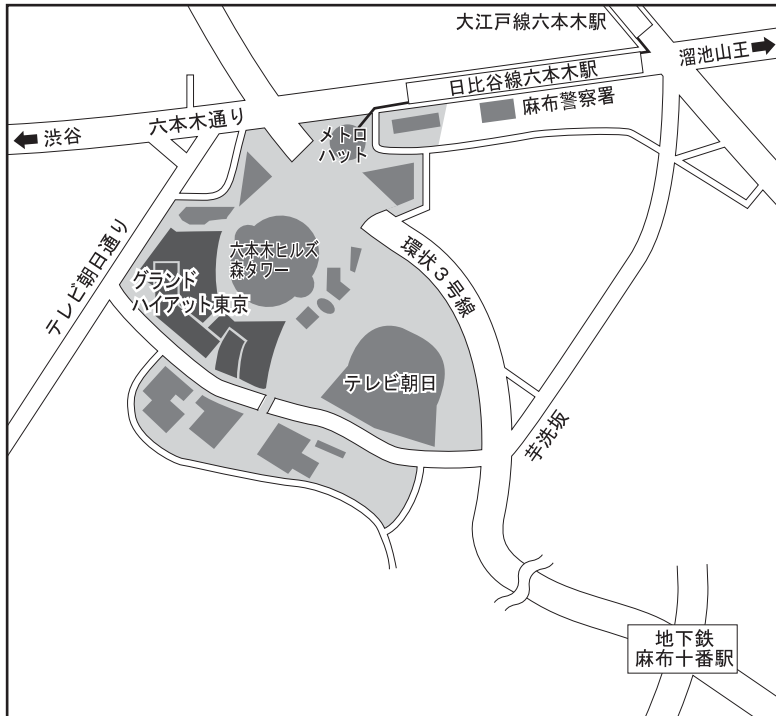 大江戸線六本木駅
溜池山王
日比谷線六本木駅
麻布警察署
六本木通り
渋谷
メトロ
ハット
テレビ朝日通り
六本木ヒルズ
森タワー
環状3号線
グランド
ハイアット東京
テレビ朝日
芋洗坂
地下鉄
麻布十番駅